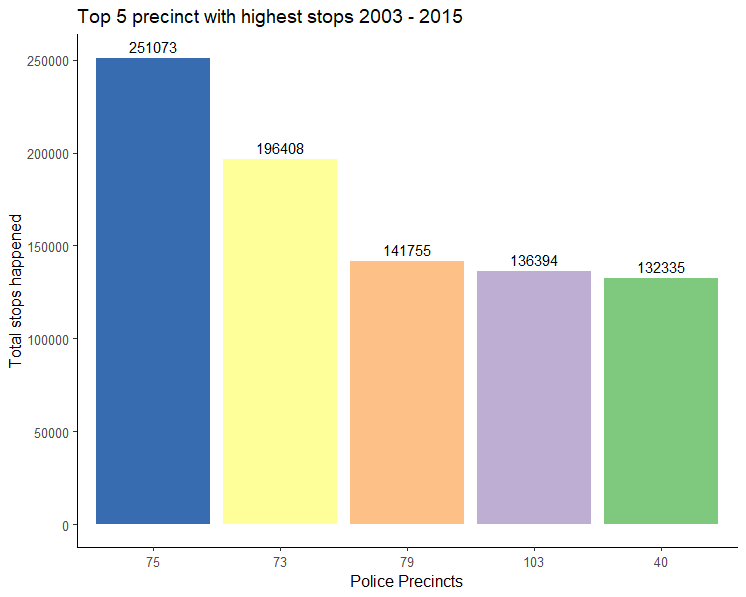 Top 5 precinct with highest stops 2003 - 2015
251073
196408
141755
136394
132335
250000
200000
150000
100000
50000
0
Total stops happened
75 73 79 103 40
Police Precincts